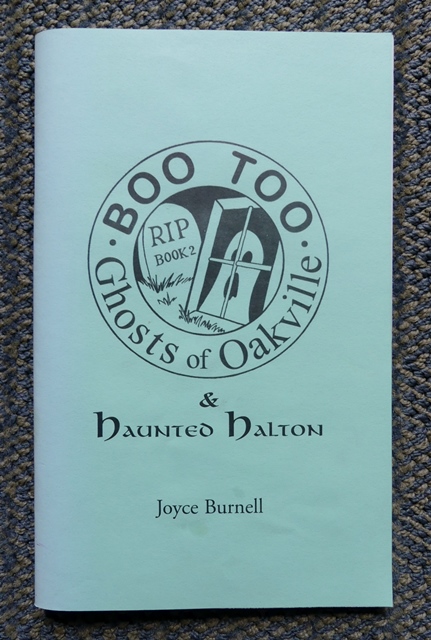 · BOO TOO ·
RIP
BOOK 2
Ghosts of Oakville
&
Haunted Halton
Joyce Burnell